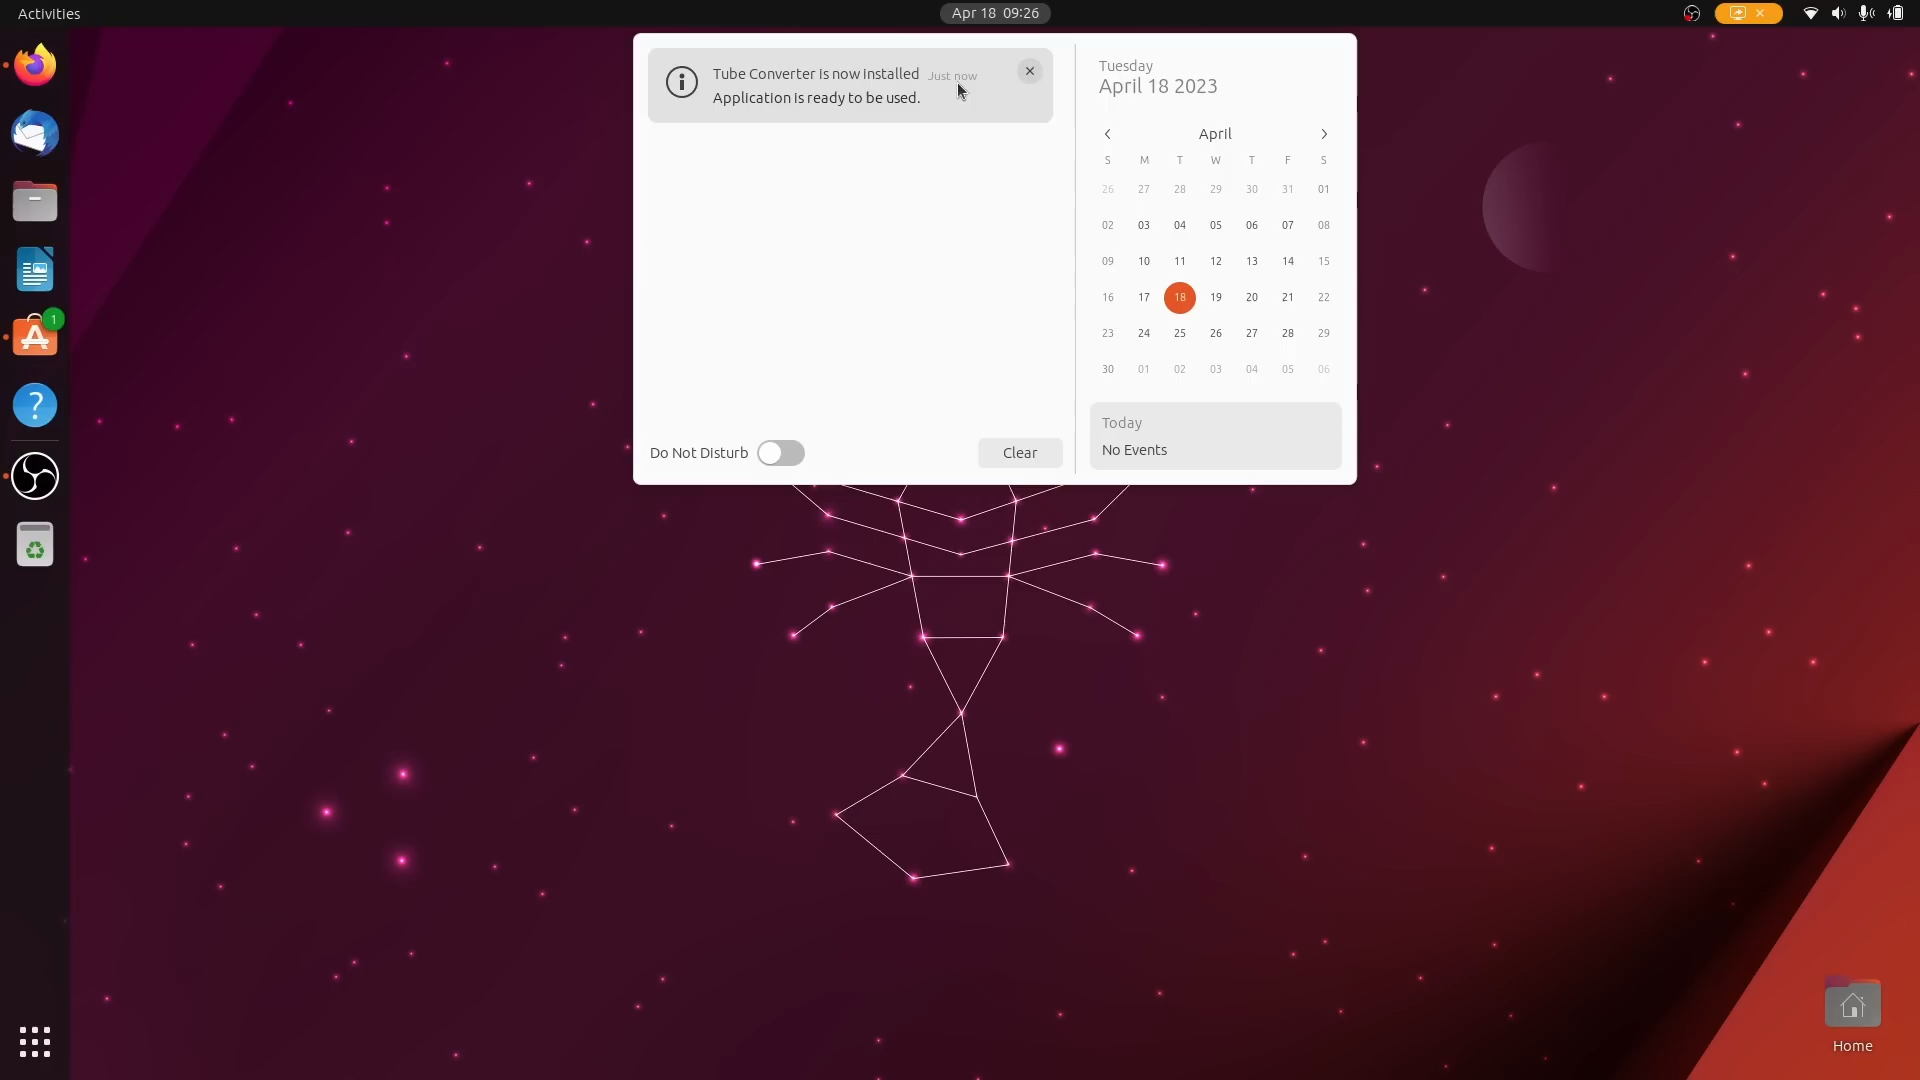 Activities
Apr 18 09:26
Tube Converter is now installed Just now
Application is ready to be used.
Do Not Disturb
Clear
Tuesday
April 18 2023
April
S M T W T F S
26 27 28 29 30 31 01
02 03 04 05 06 07 08
09 10 11 12 13 14 15
16 17 18 19 20 21 22
23 24 25 26 27 28 29
30 01 02 03 04 05 06
Today
No Events
1
Home